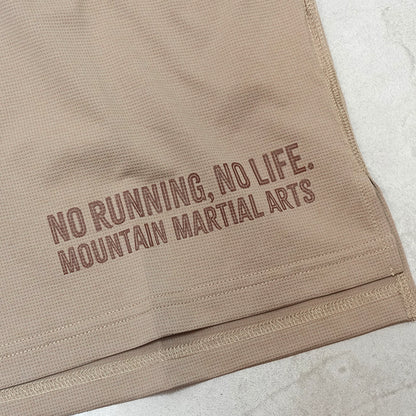 NO RUNNING, NO LIFE.
MOUNTAIN MARTIAL ARTS